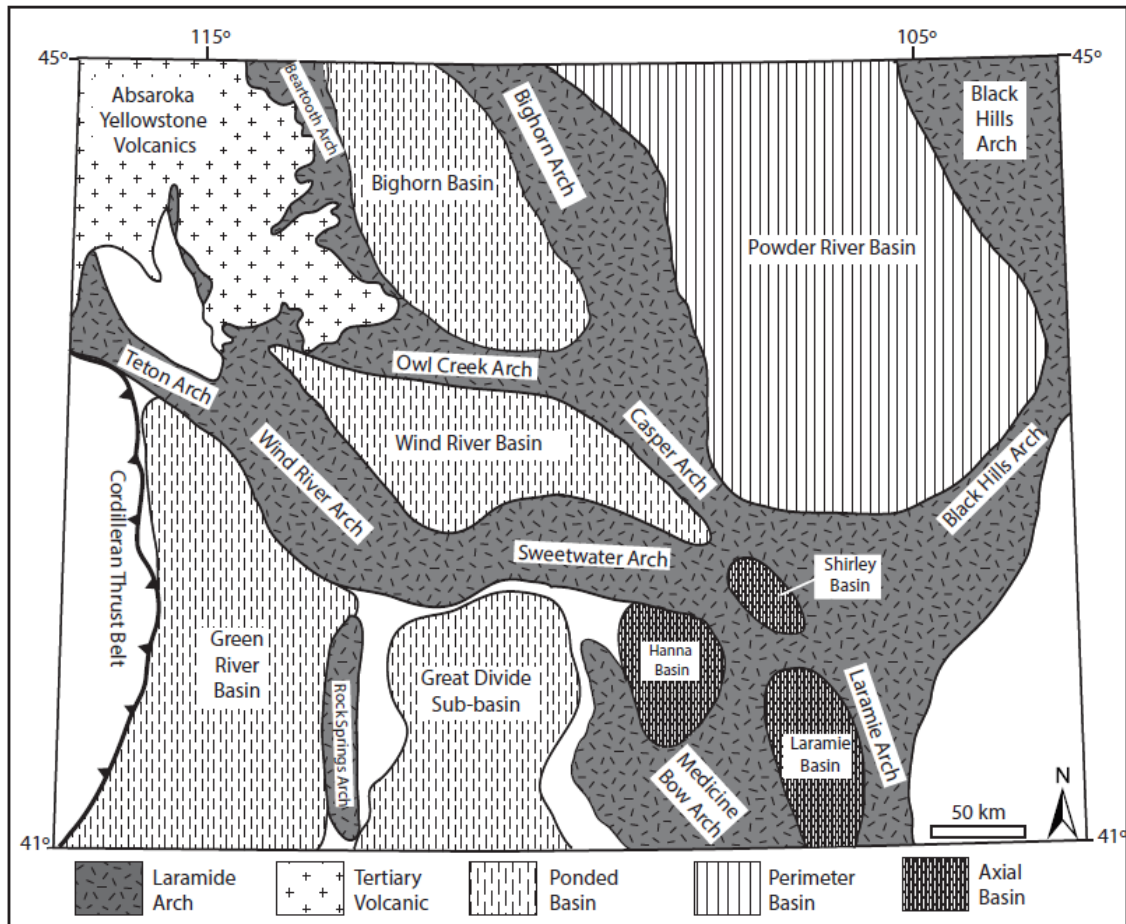 115°
105°
45°
45°
Absaroka
Yellowstone
Volcanics
Beartooth Arch
Bighorn Basin
Bighorn Arch
Black
Hills
Arch
Powder River Basin
Teton Arch
Owl Creek Arch
Wind River Basin
Casper Arch
Wind River Arch
Black Hills Arch
Cordilleran Thrust Belt
Sweetwater Arch
Shirley
Basin
Green
River
Basin
Rock Springs Arch
Great Divide
Sub-basin
Hanna
Basin
Laramie Arch
Laramie
Basin
Medicine
Bow Arch
N
50 km
41°
41°
Laramide
Arch
Tertiary
Volcanic
Ponded
Basin
Perimeter
Basin
Axial
Basin